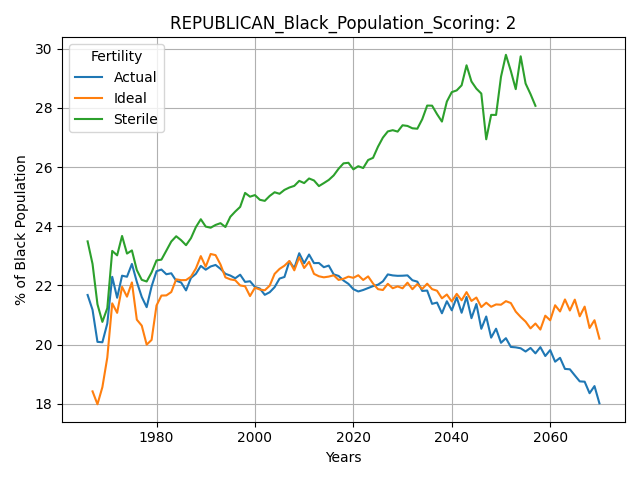 REPUBLICAN_Black_Population_Scoring: 2
Fertility
Actual
Ideal
Sterile
% of Black Population
30
28
26
24
22
20
18
1980
2000
2020
2040
2060
Years